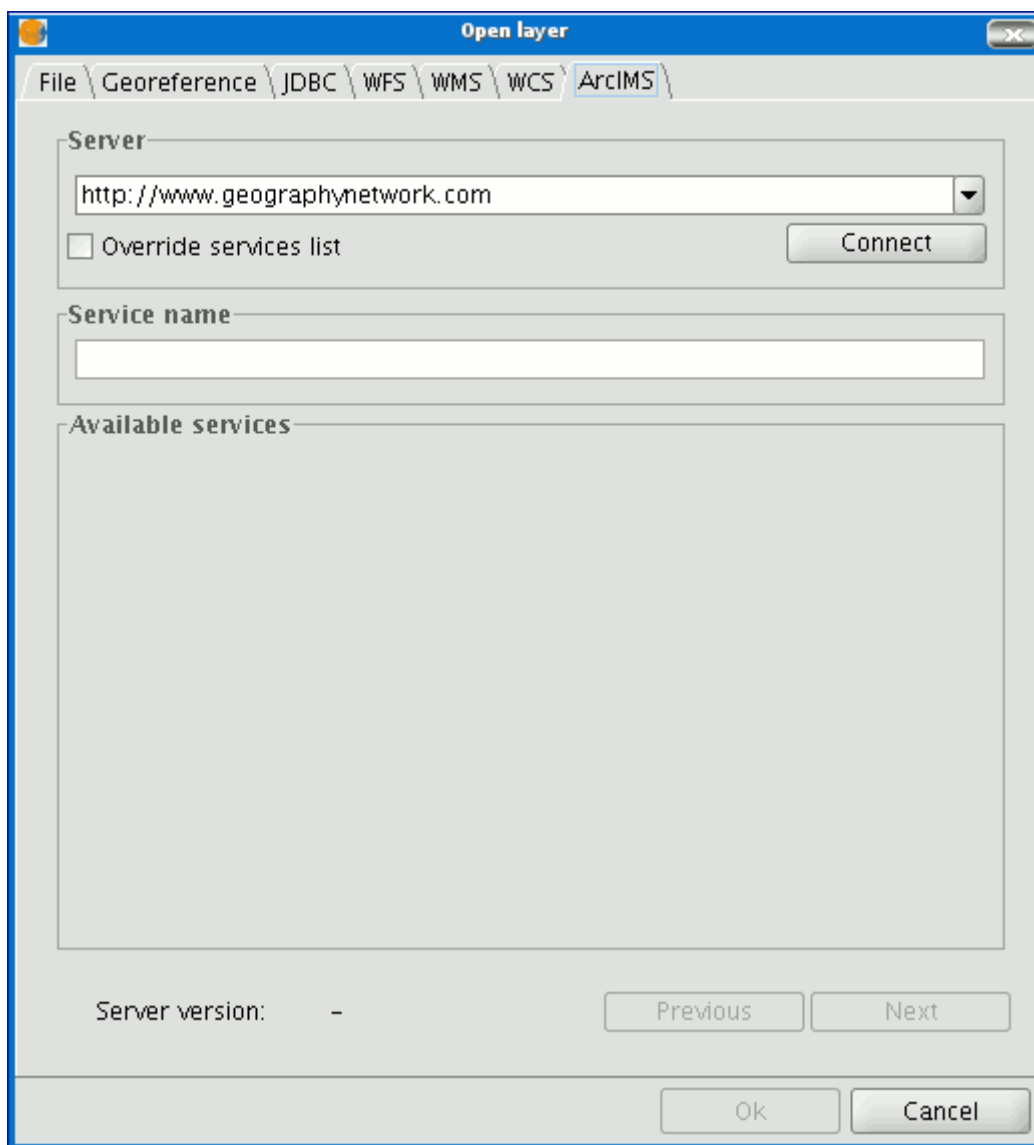 Open layer
File Georeference JDBC WFS WMS WCS ArcIMS
Server
http://www.geographynetwork.com
Override services list Connect
Service name
Available services
Server version: - Previous Next
Ok Cancel